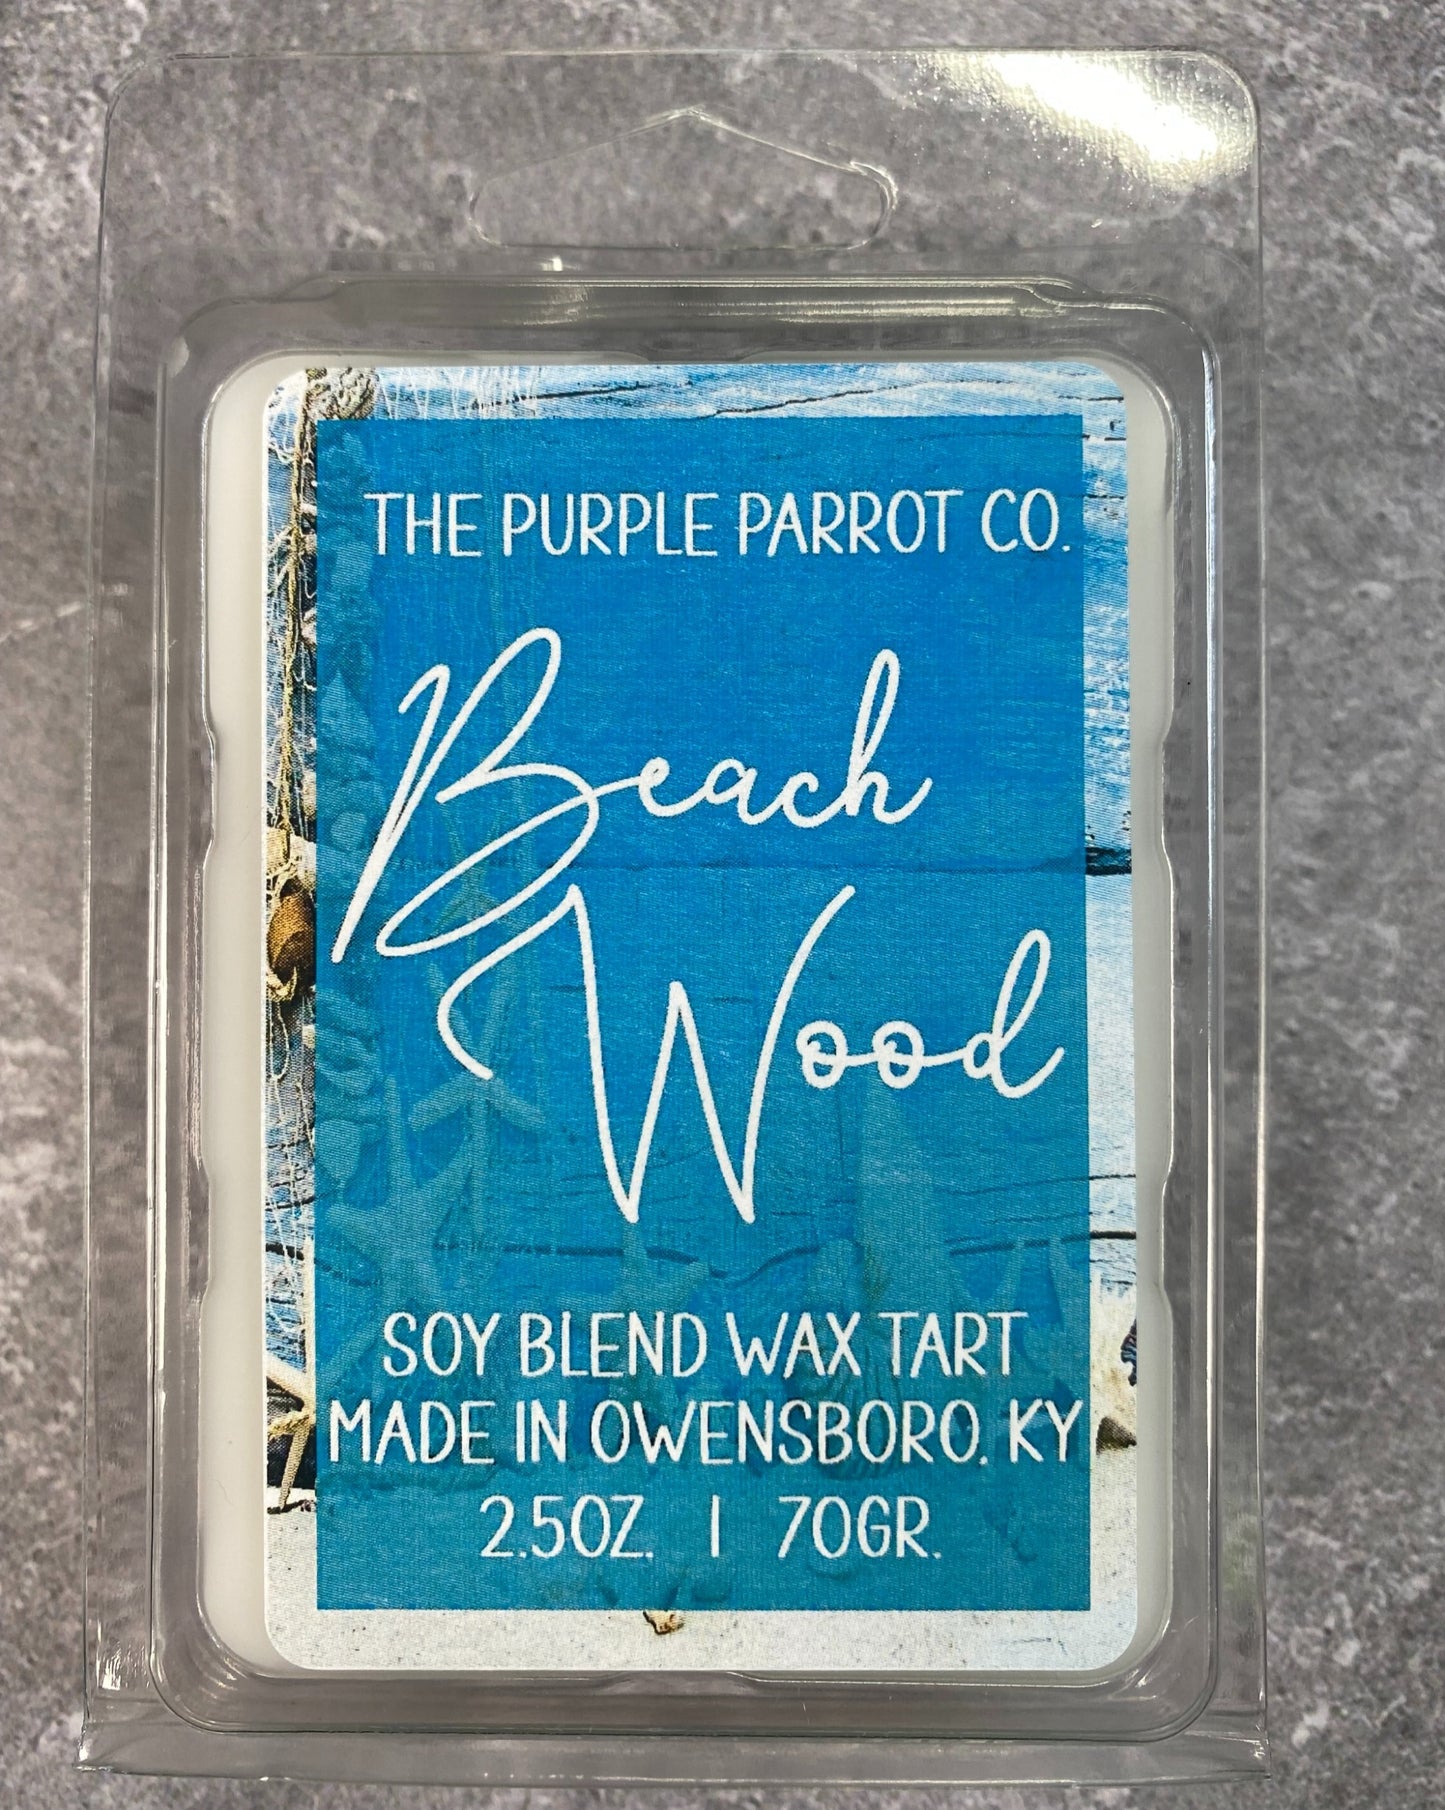 THE PURPLE PARROT CO.
Beach
Wood
SOY BLEND WAX TART
MADE IN OWENSBORO, KY
2.5OZ. | 70GR.